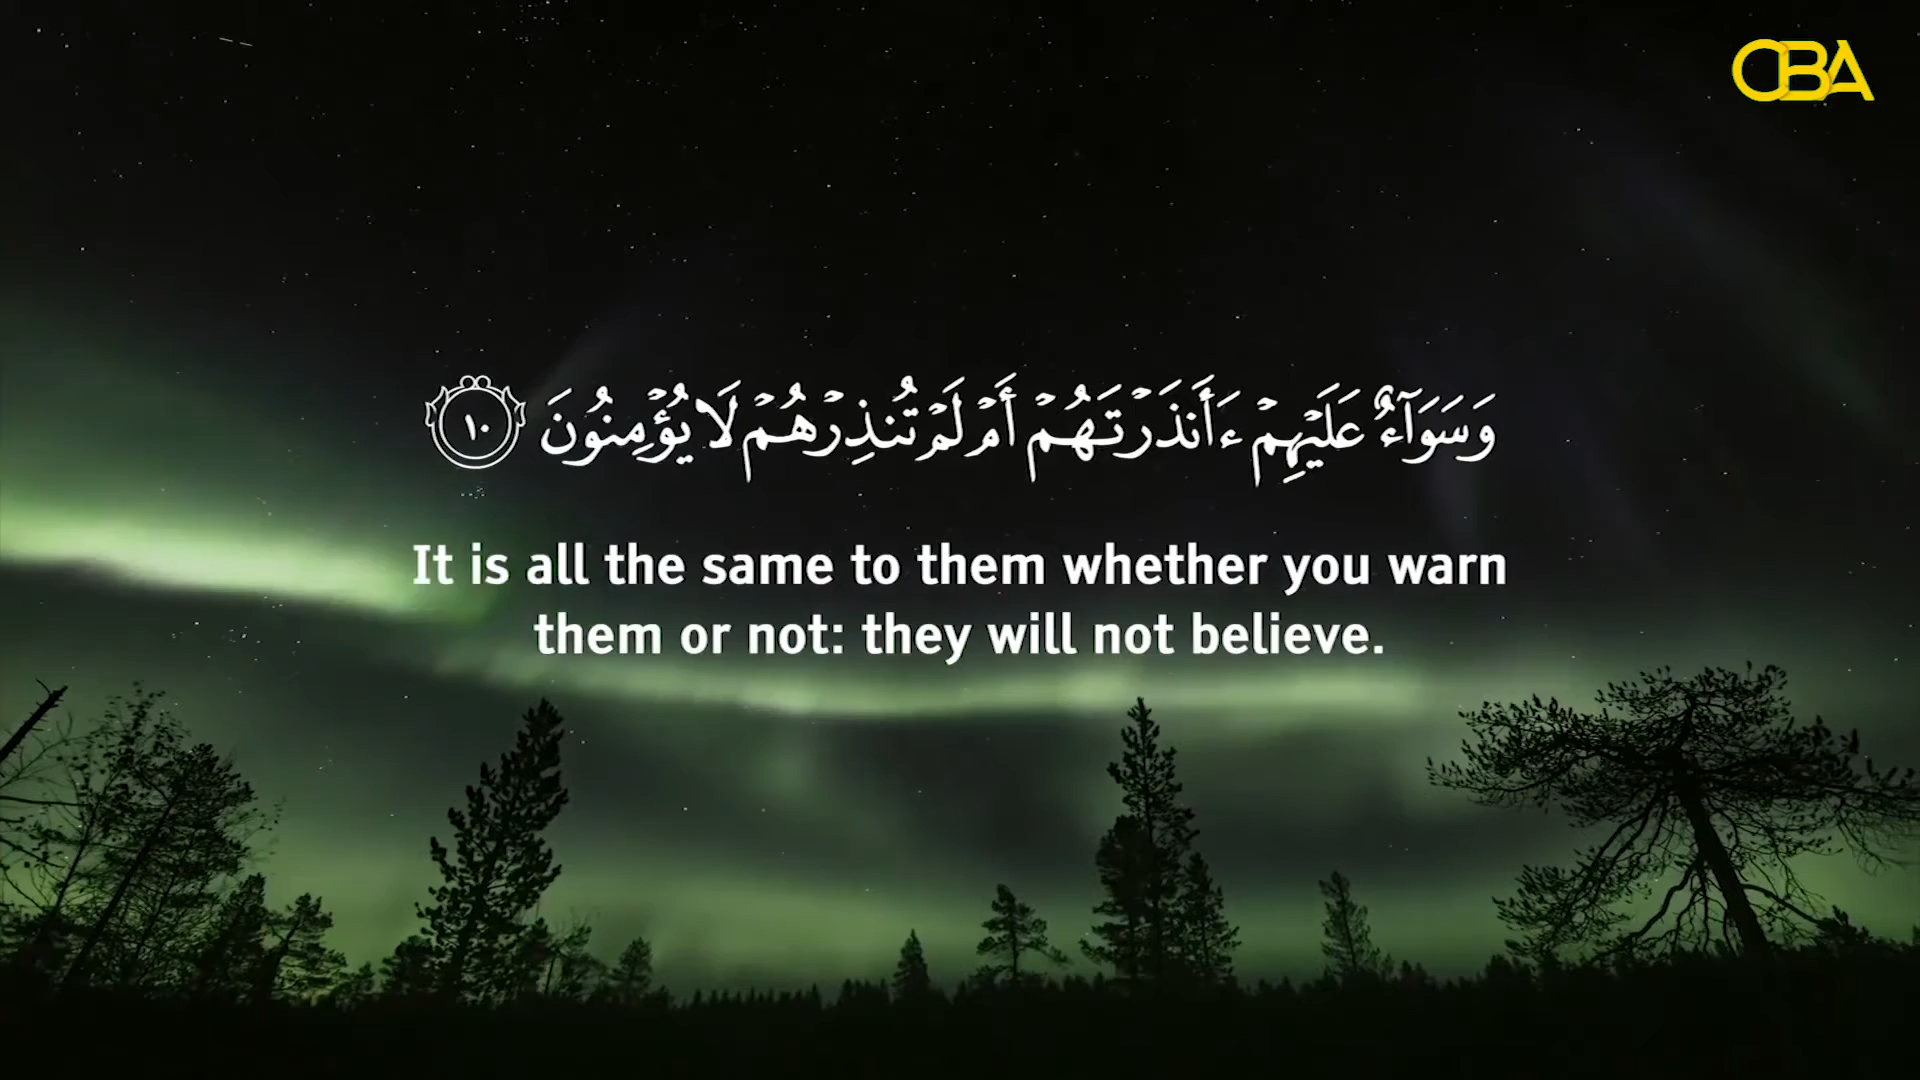 OBA
وَسَوَآءٌ عَلَيْهِمْ ءَأَنذَرْتَهُمْ أَمْ لَمْ تُنذِرْهُمْ لَا يُؤْمِنُونَ ١٠
It is all the same to them whether you warn
them or not: they will not believe.